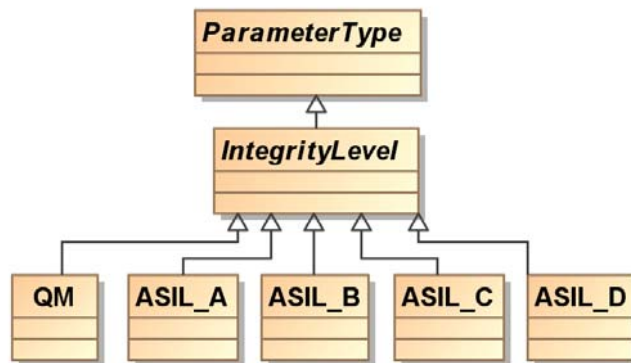 ParameterType
IntegrityLevel
QM
ASIL_A
ASIL_B
ASIL_C
ASIL_D